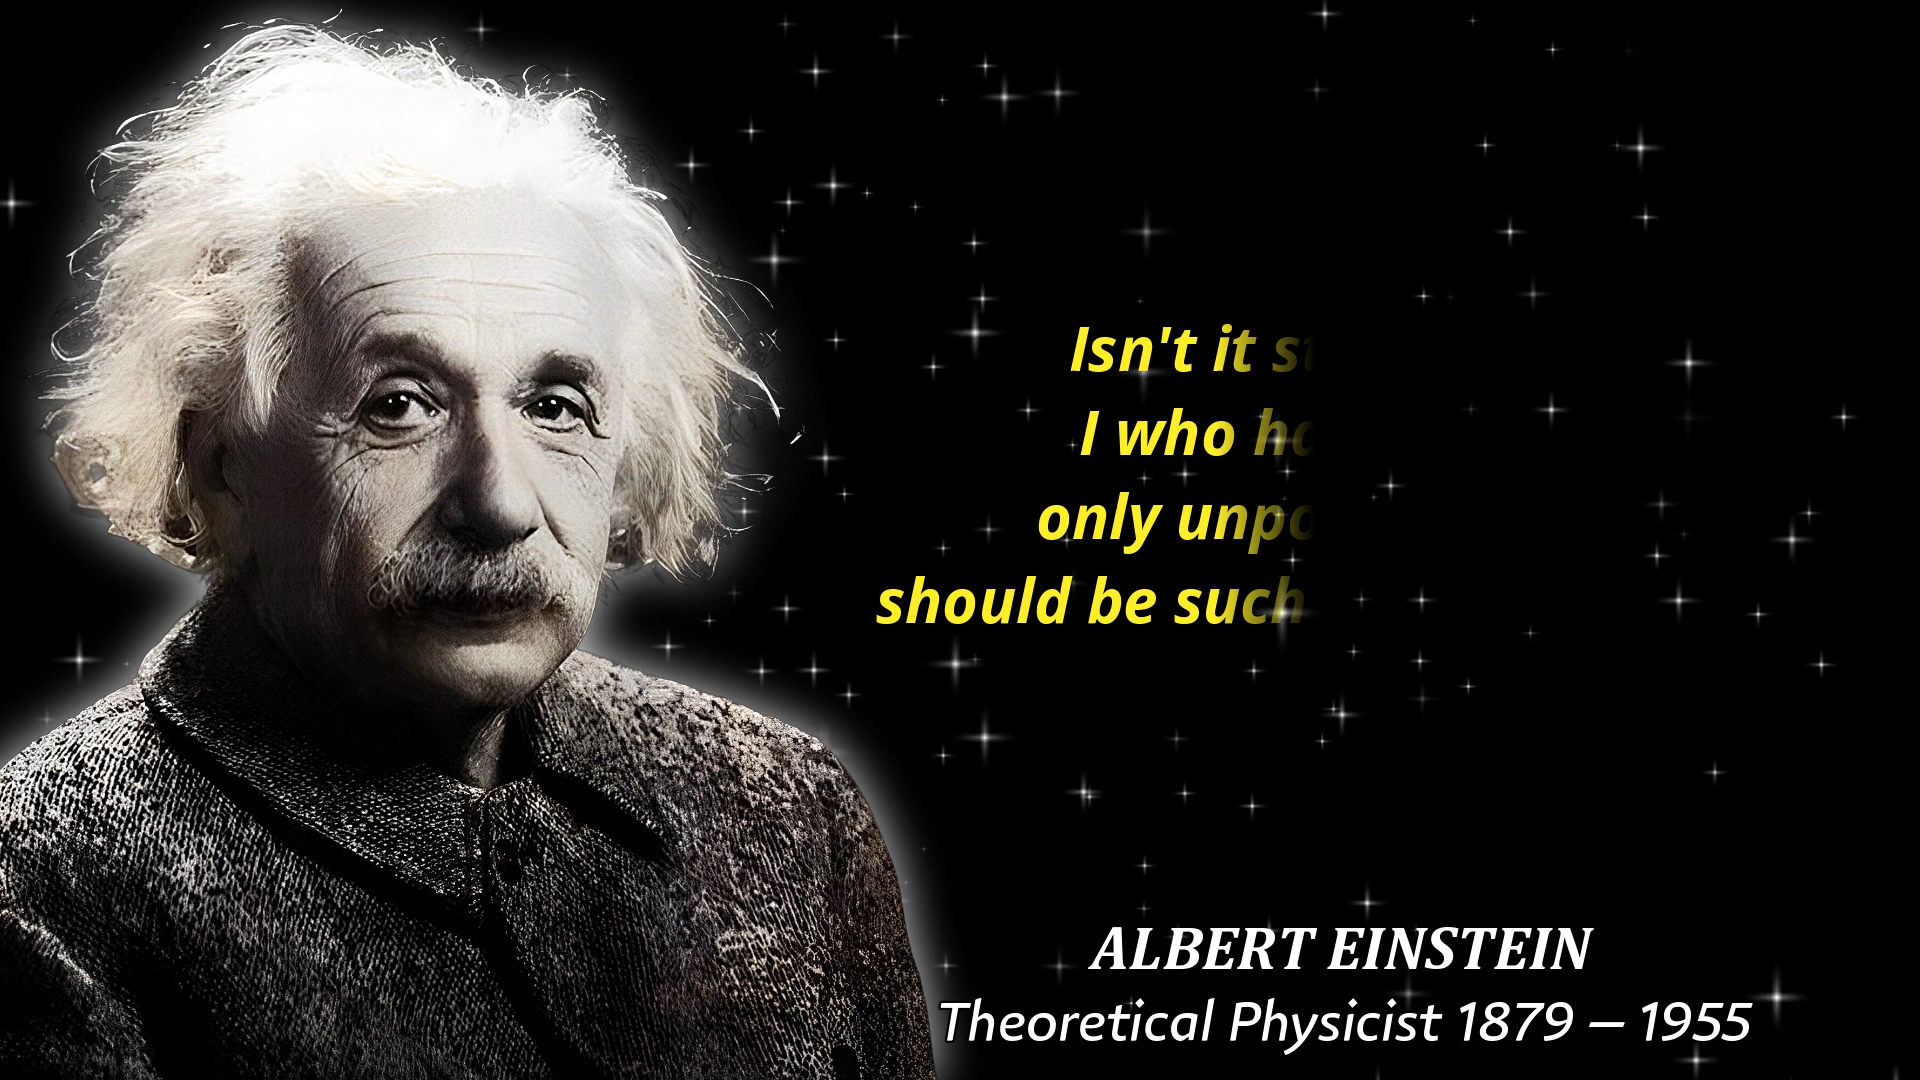 Isn't it
I who
only
should be such
ALBERT EINSTEIN
Theoretical Physicist 1879 – 1955